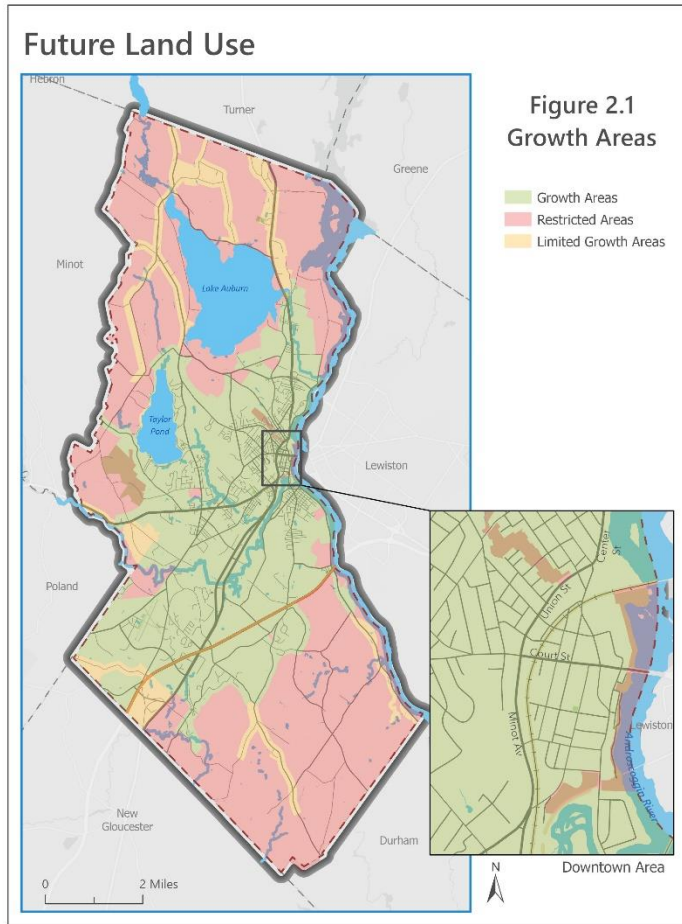 Future Land Use
Figure 2.1
Growth Areas
Growth Areas
Restricted Areas
Limited Growth Areas
Hebron
Turner
Greene
Minot
Lake Auburn
Taylor
Pond
Lewiston
Poland
New
Gloucester
Durham
0 2 Miles
Center
St
Union St
Court St
Minot Av
Lewiston
Androscoggin River
N
Downtown Area